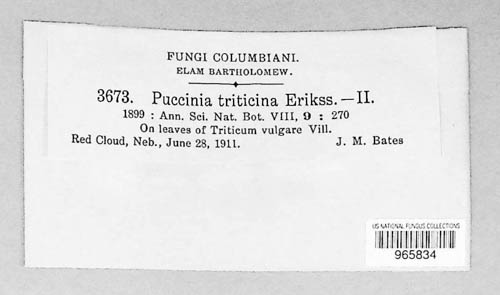 FUNGI COLUMBIANI.
ELAM BARTHOLOMEW.
3673. Puccinia triticina Erikss.—II.
1899 : Ann. Sci. Nat. Bot. VIII, 9 : 270
On leaves of Triticum vulgare Vill.
Red Cloud, Neb., June 28, 1911. J. M. Bates
US NATIONAL FUNGUS COLLECTIONS
965834